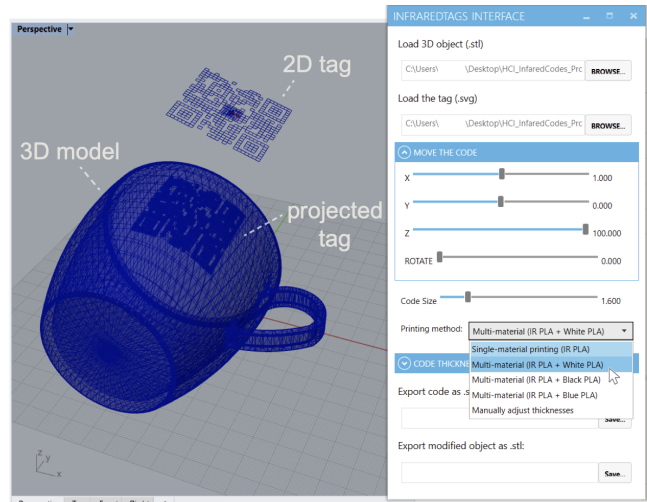 Perspective
2D tag
3D model
projected
tag
z
y
x
INFRAREDTAGS INTERFACE
Load 3D object (.stl)
C:\Users\ \Desktop\HCI_InfaredCodes_Prc
BROWSE...
Load the tag (.svg)
C:\Users\ \Desktop\HCI_InfaredCodes_Prc
BROWSE...
MOVE THE CODE
X 1.000
Y 0.000
Z 100.000
ROTATE 0.000
Code Size 1.600
Printing method: Multi-material (IR PLA + White PLA)
Single-material printing (IR PLA)
Multi-material (IR PLA + White PLA)
Multi-material (IR PLA + Black PLA)
Multi-material (IR PLA + Blue PLA)
Manually adjust thicknesses
CODE THICKNE
Export code as .s
Save...
Export modified object as .stl:
Save...